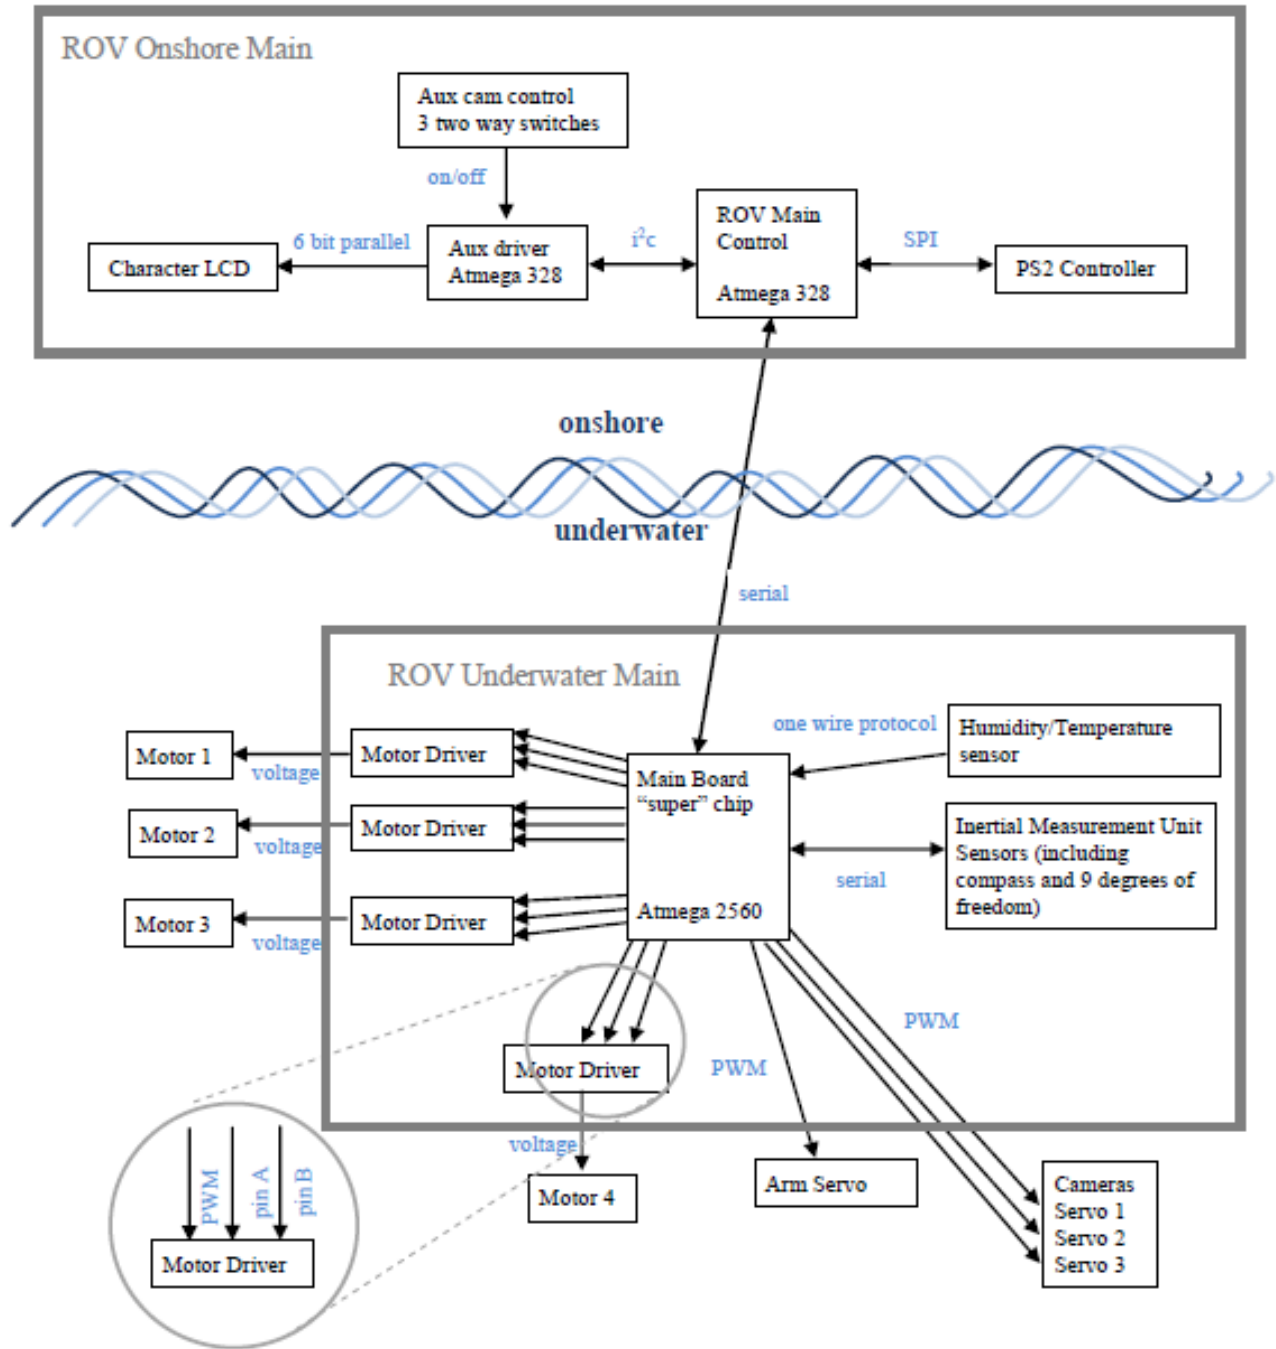 ROV Onshore Main
Aux cam control
3 two way switches
on/off
6 bit parallel
Character LCD
Aux driver
Atmega 328
i²c
ROV Main
Control
Atmega 328
SPI
PS2 Controller
onshore
underwater
serial
ROV Underwater Main
Motor 1
voltage
Motor Driver
Motor 2
voltage
Motor Driver
Motor 3
voltage
Motor Driver
Main Board
“super” chip
Atmega 2560
one wire protocol
Humidity/Temperature
sensor
serial
Inertial Measurement Unit
Sensors (including
compass and 9 degrees of
freedom)
Motor Driver
voltage
Motor 4
PWM
Arm Servo
PWM
Cameras
Servo 1
Servo 2
Servo 3
PWM
pin A
pin B
Motor Driver